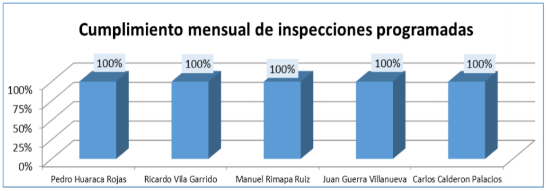 Cumplimiento mensual de inspecciones programadas
100% 100% 100% 100% 100%
100%
75%
50%
25%
0%
Pedro Huaraca Rojas Ricardo Vila Garrido Manuel Rimapa Ruiz Juan Guerra Villanueva Carlos Calderon Palacios